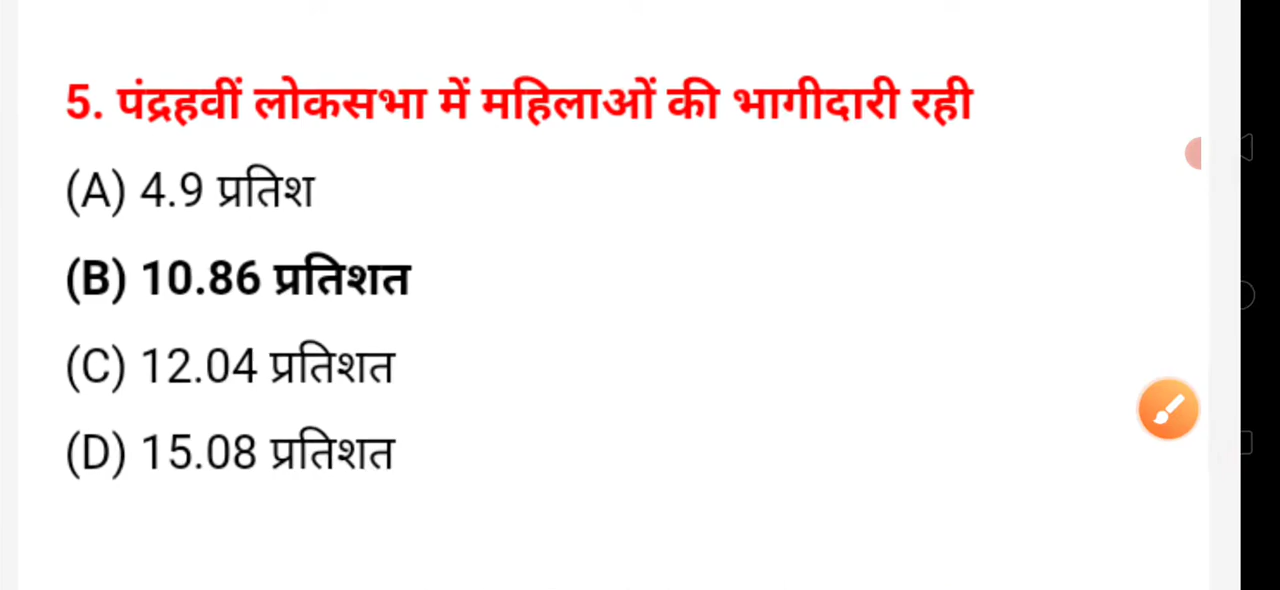 5. पंद्रहवीं लोकसभा में महिलाओं की भागीदारी रही
(A) 4.9 प्रतिश
(B) 10.86 प्रतिशत
(C) 12.04 प्रतिशत
(D) 15.08 प्रतिशत